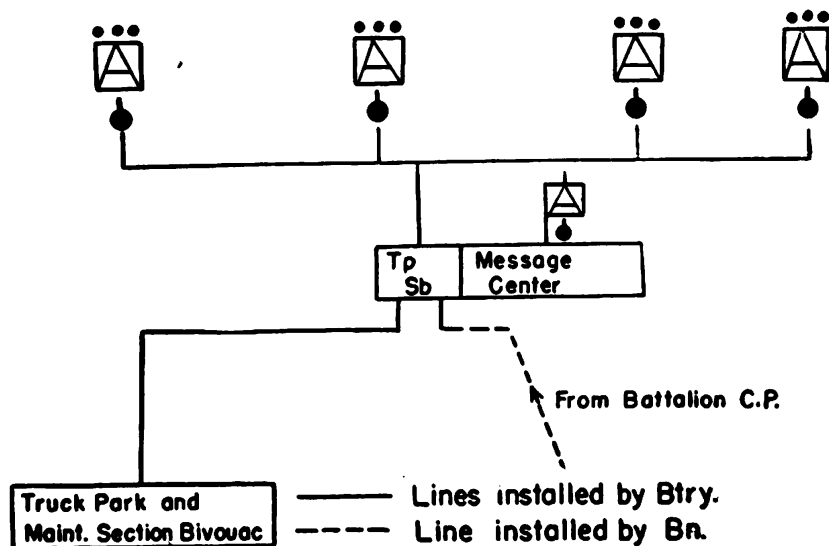 Tp Sb
Message Center
From Battalion C.P.
Truck Park and
Maint. Section Bivouac
Lines installed by Btry.
Line installed by Bn.